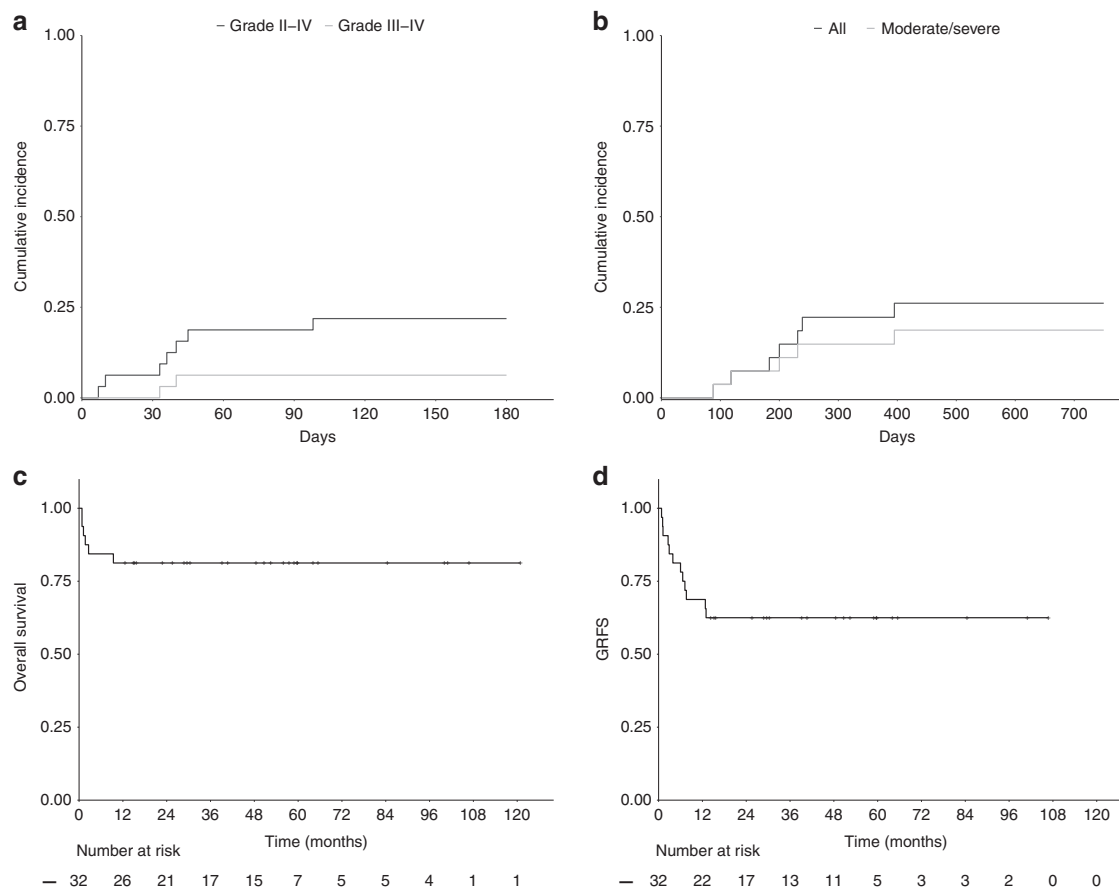 a
Grade II–IV Grade III–IV
1.00
0.75
0.50
0.25
0.00
Cumulative incidence
0 30 60 90 120 150 180
Days
b
All Moderate/severe
1.00
0.75
0.50
0.25
0.00
Cumulative incidence
0 100 200 300 400 500 600 700
Days
c
1.00
0.75
0.50
0.25
0.00
Overall survival
0 12 24 36 48 60 72 84 96 108 120
Time (months)
Number at risk
32 26 21 17 15 7 5 5 4 1 1
d
1.00
0.75
0.50
0.25
0.00
GRFS
0 12 24 36 48 60 72 84 96 108 120
Time (months)
Number at risk
32 22 17 13 11 5 3 3 2 0 0